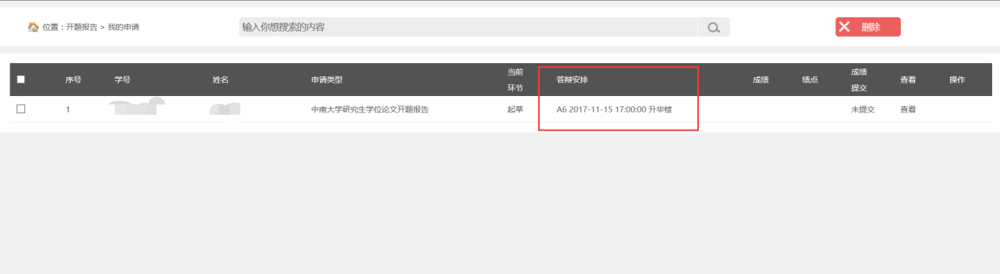 位置：开题报告 > 我的申请
输入你想搜索的内容
删除
序号 学号 姓名 申请类型 当前环节 答辩安排 成绩 绩点 成绩提交 查看 操作
1 中南大学研究生学位论文开题报告 起草 A6 2017-11-15 17:00:00 升华楼 未提交 查看